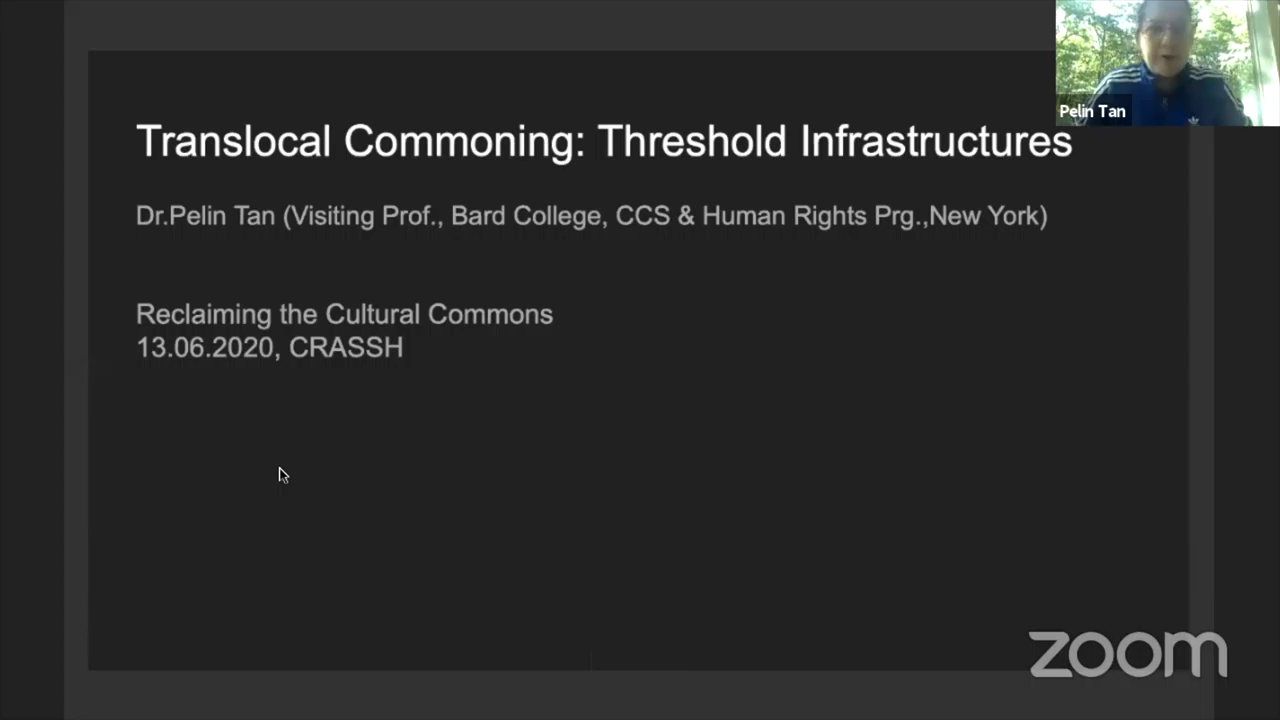 Pelin Tan
Translocal Commoning: Threshold Infrastructures
Dr.Pelin Tan (Visiting Prof., Bard College, CCS & Human Rights Prg.,New York)
Reclaiming the Cultural Commons
13.06.2020, CRASSH
zoom